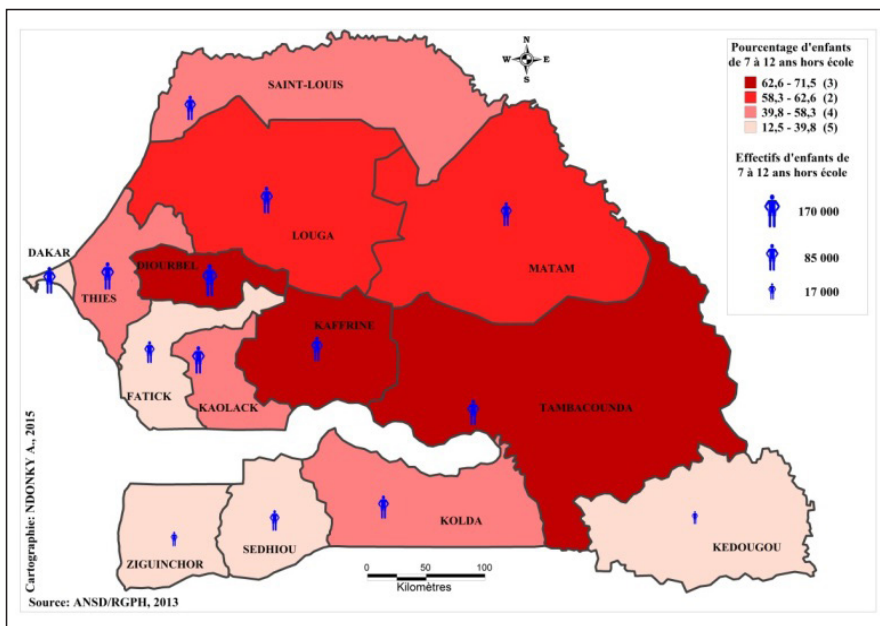 N
W E
S
Pourcentage d'enfants
de 7 à 12 ans hors école
62,6 - 71,5 (3)
58,3 - 62,6 (2)
39,8 - 58,3 (4)
12,5 - 39,8 (5)
Effectifs d'enfants de
7 à 12 ans hors école
170 000
85 000
17 000
SAINT-LOUIS
LOUGA
MATAM
DAKAR
THIES
DIOURBEL
KAFFRINE
FATICK
KAOLACK
TAMBACOUNDA
KOLDA
SEDHIOU
ZIGUINCHOR
KEDOUGOU
0 50 100
Kilomètres
Cartographie: NDONKY A., 2015
Source: ANSD/RGPH, 2013